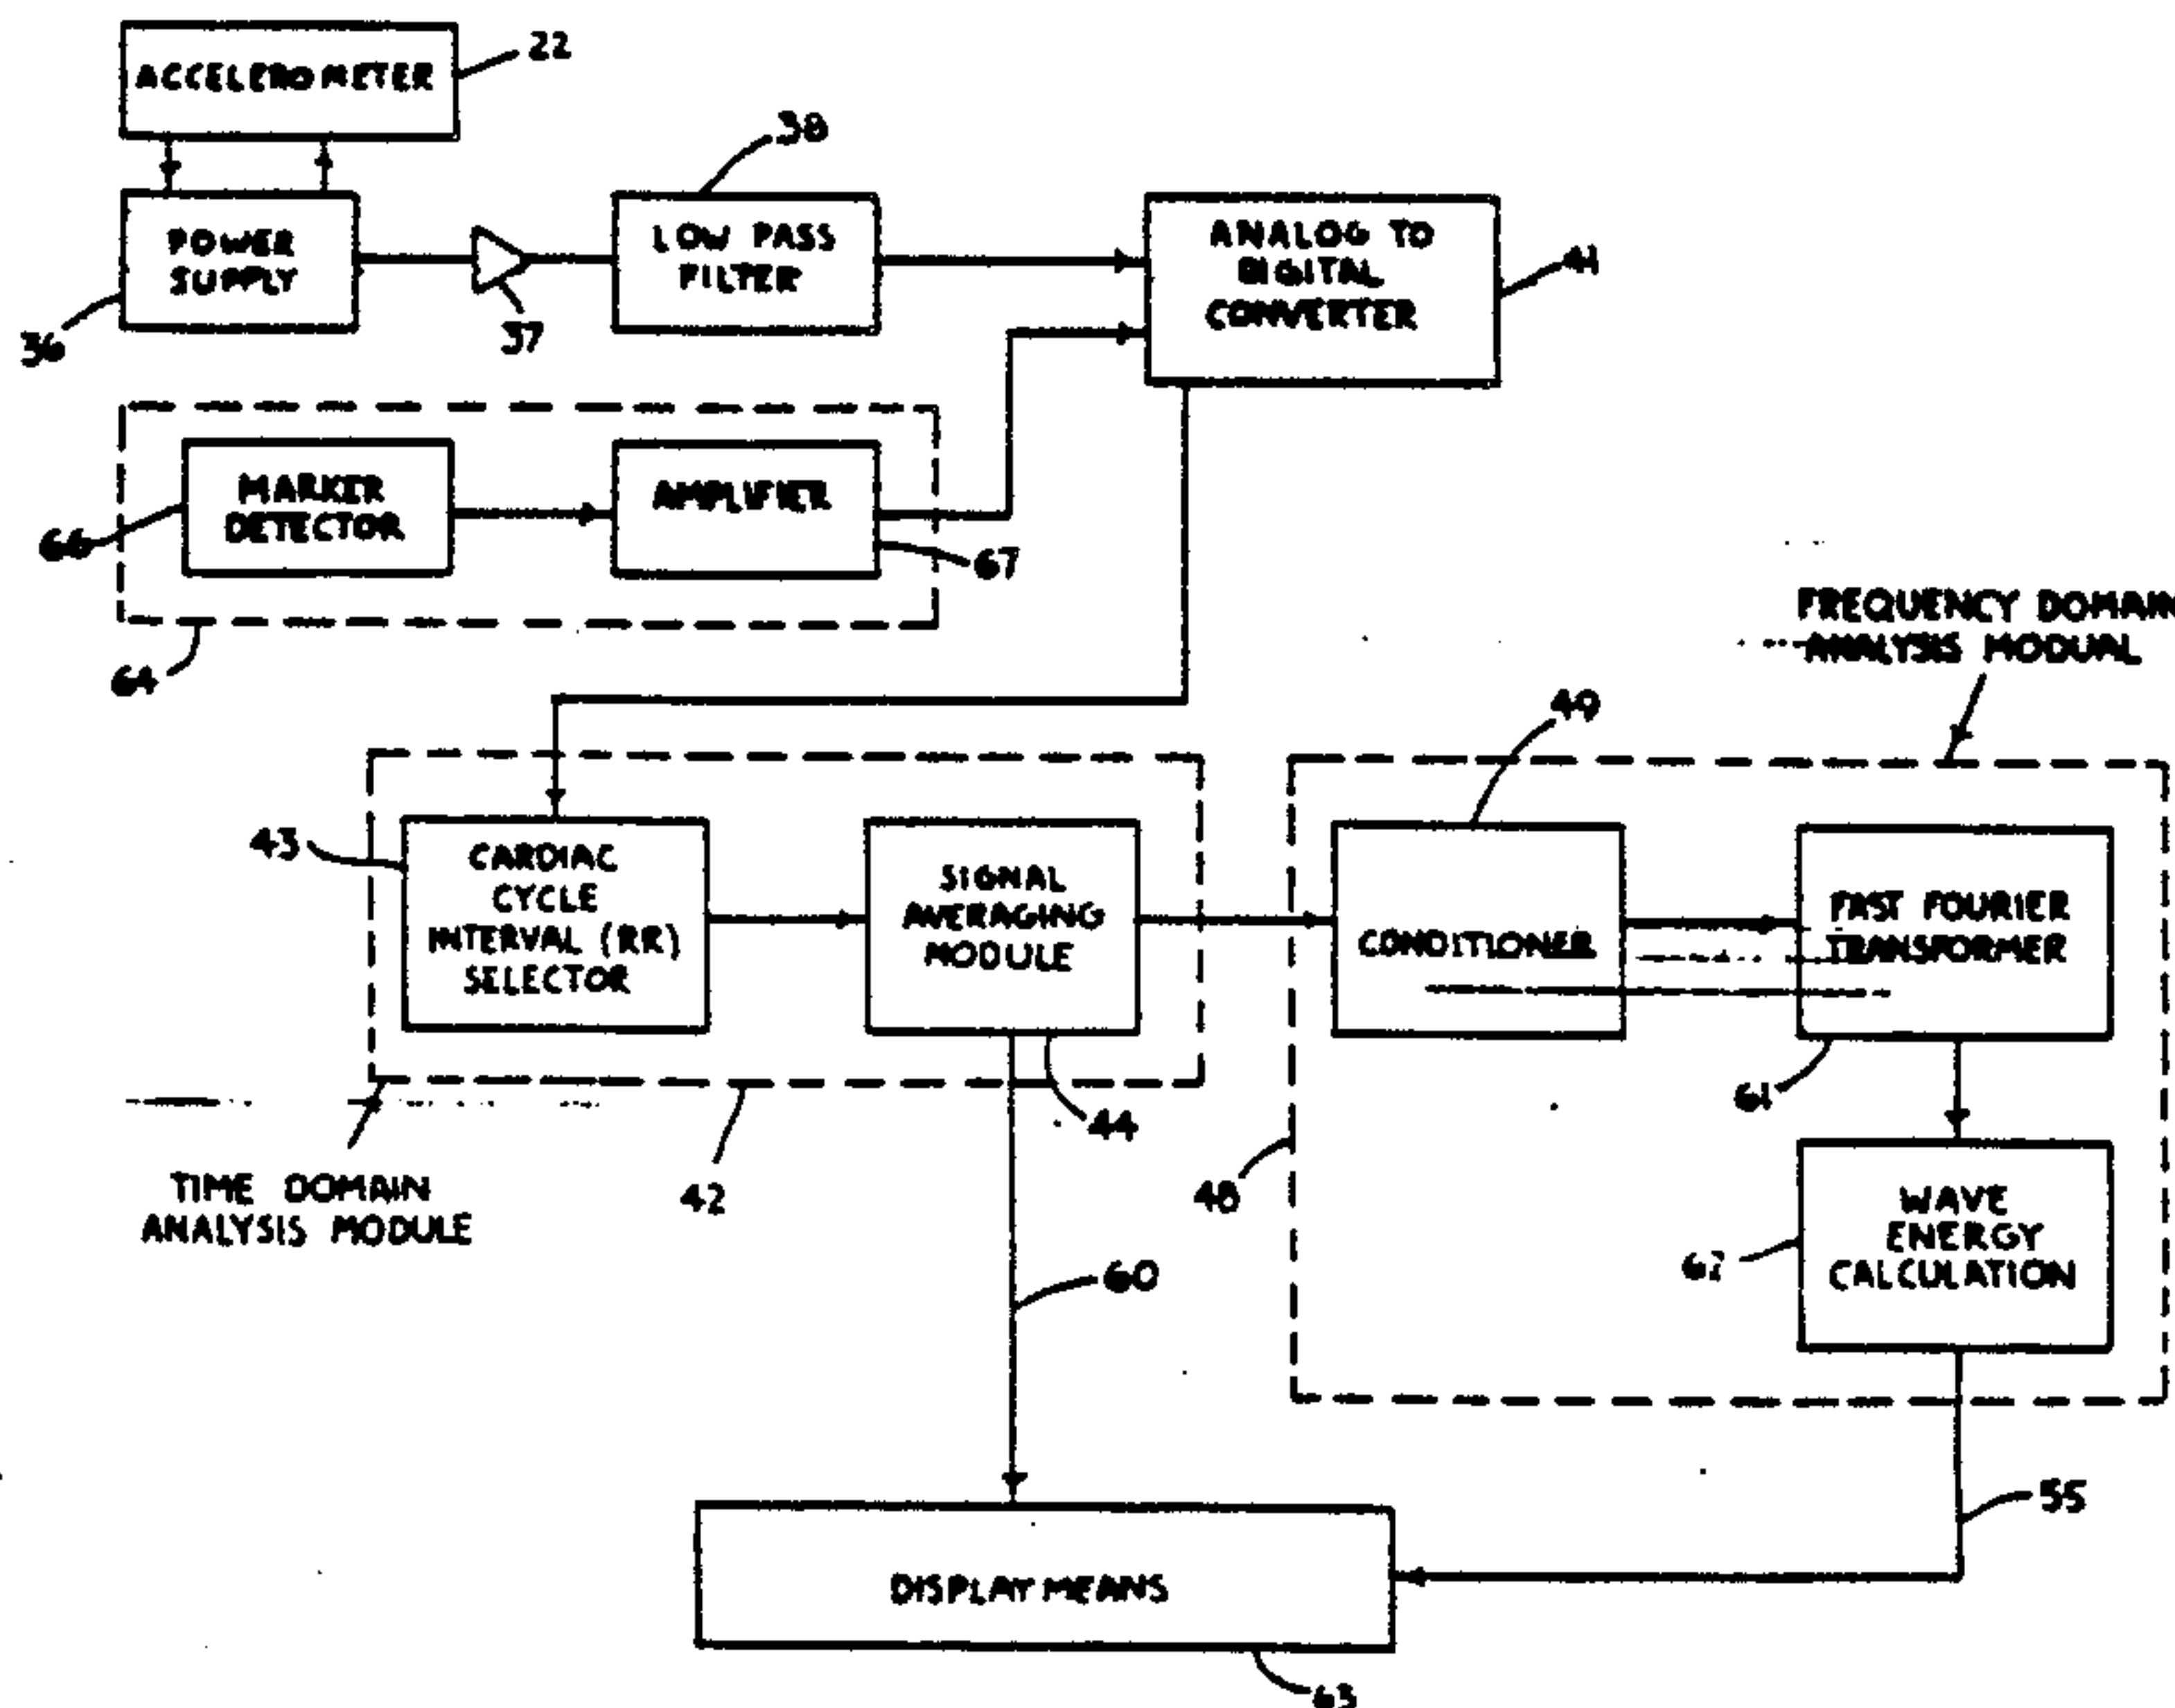 ACCELEROMETER
22
38
POWER
SUPPLY
LOW PASS
FILTER
ANALOG TO
DIGITAL
CONVERTER
41
36
37
MARKER
DETECTOR
AMPLIFIER
66
67
64
FREQUENCY DOMAIN
ANALYSIS MODUAL
49
43
CARDIAC
CYCLE
INTERVAL (RR)
SELECTOR
SIGNAL
AVERAGING
MODULE
CONDITIONER
FAST FOURIER
TRANSFORMER
61
44
TIME DOMAIN
ANALYSIS MODULE
42
48
WAVE
ENERGY
CALCULATION
62
60
55
DISPLAY MEANS
63